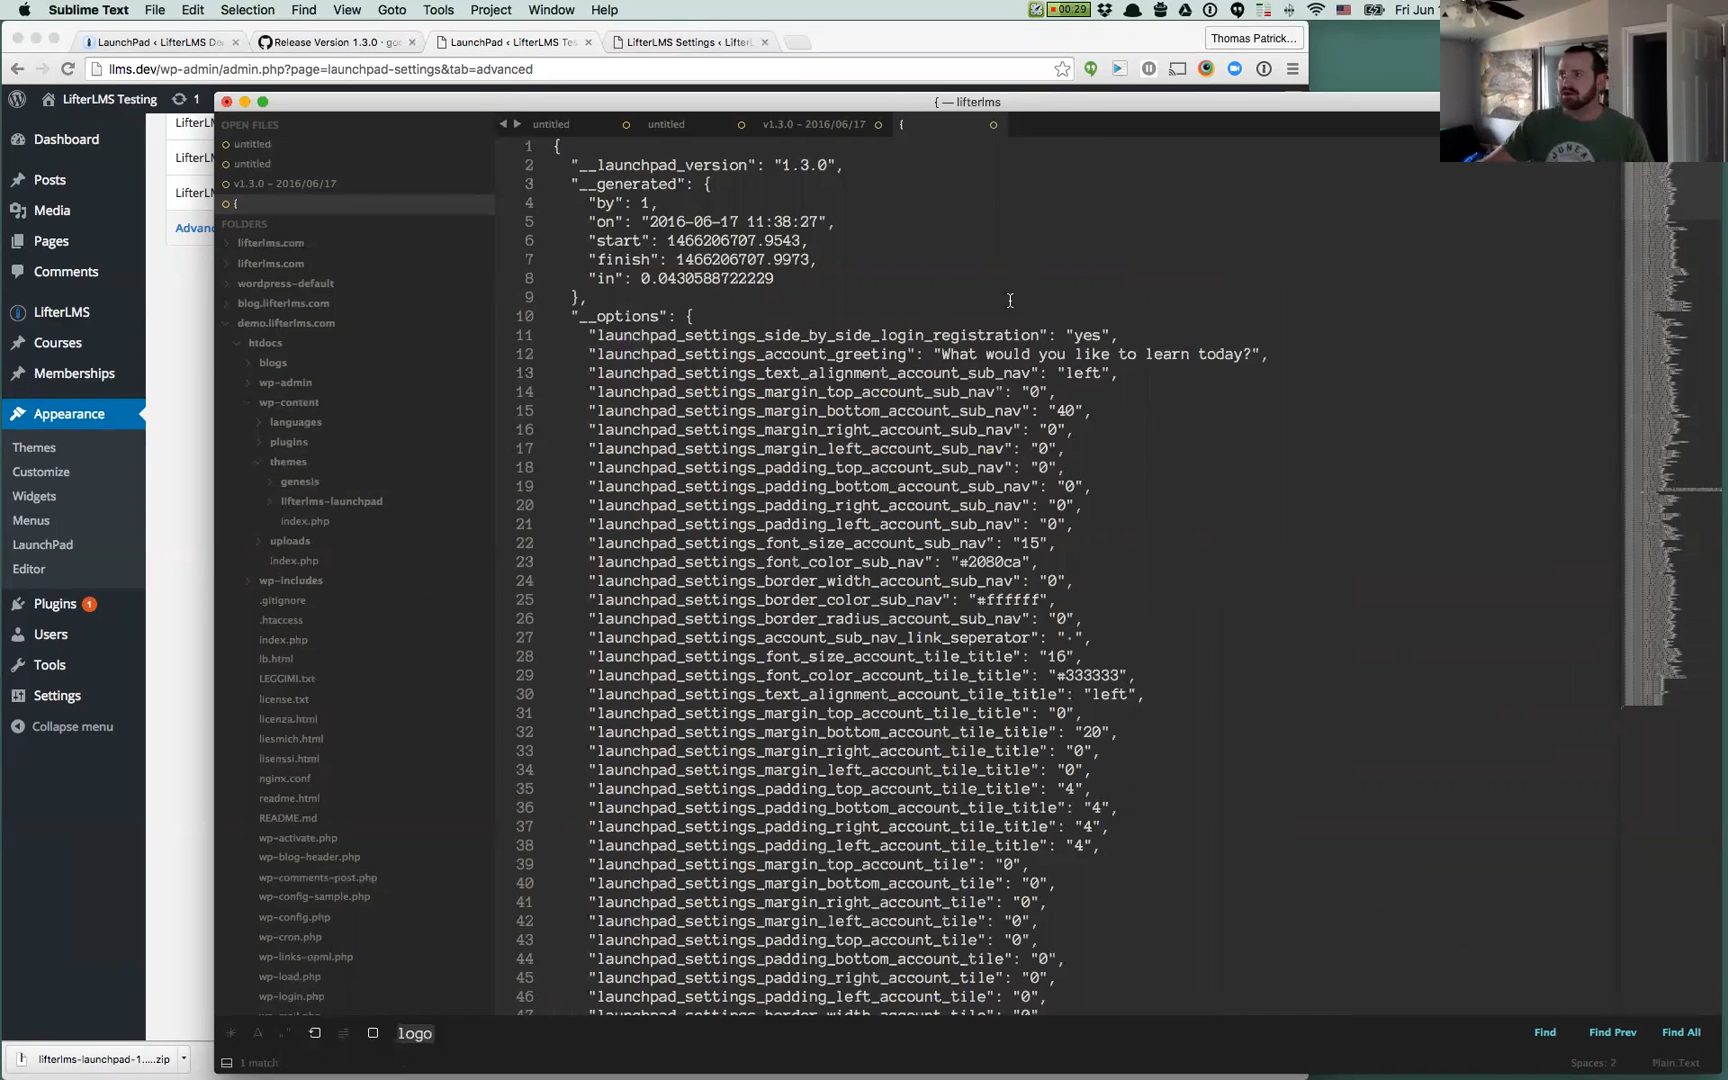 Sublime Text File Edit Selection Find View Goto Tools Project Window Help 00:29 Fri Jun
LaunchPad ‹ LifterLMS De Release Version 1.3.0 · go LaunchPad ‹ LifterLMS Tes LifterLMS Settings ‹ Lifter Thomas Patrick...
llms.dev/wp-admin/admin.php?page=launchpad-settings&tab=advanced
LifterLMS Testing 1
Dashboard
Posts
Media
Pages
Comments
LifterLMS
Courses
Memberships
Appearance
Themes
Customize
Widgets
Menus
LaunchPad
Editor
Plugins 1
Users
Tools
Settings
Collapse menu
LifterL
LifterL
LifterL
Advan
{ — lifterlms
OPEN FILES
untitled
untitled
v1.3.0 - 2016/06/17
{
FOLDERS
lifterlms.com
lifterlms.com
wordpress-default
blog.lifterlms.com
demo.lifterlms.com
htdocs
blogs
wp-admin
wp-content
languages
plugins
themes
genesis
lifterlms-launchpad
index.php
uploads
index.php
wp-includes
.gitignore
.htaccess
index.php
lb.html
LEGGIMI.txt
license.txt
licenza.html
liesmich.html
lisenssi.html
nginx.conf
readme.html
README.md
wp-activate.php
wp-blog-header.php
wp-comments-post.php
wp-config-sample.php
wp-config.php
wp-cron.php
wp-links-opml.php
wp-load.php
wp-login.php
untitled untitled v1.3.0 - 2016/06/17 {
1 {
2 "__launchpad_version": "1.3.0",
3 "__generated": {
4 "by": 1,
5 "on": "2016-06-17 11:38:27",
6 "start": 1466206707.9543,
7 "finish": 1466206707.9973,
8 "in": 0.0430588722229
9 },
10 "__options": {
11 "launchpad_settings_side_by_side_login_registration": "yes",
12 "launchpad_settings_account_greeting": "What would you like to learn today?",
13 "launchpad_settings_text_alignment_account_sub_nav": "left",
14 "launchpad_settings_margin_top_account_sub_nav": "0",
15 "launchpad_settings_margin_bottom_account_sub_nav": "40",
16 "launchpad_settings_margin_right_account_sub_nav": "0",
17 "launchpad_settings_margin_left_account_sub_nav": "0",
18 "launchpad_settings_padding_top_account_sub_nav": "0",
19 "launchpad_settings_padding_bottom_account_sub_nav": "0",
20 "launchpad_settings_padding_right_account_sub_nav": "0",
21 "launchpad_settings_padding_left_account_sub_nav": "0",
22 "launchpad_settings_font_size_account_sub_nav": "15",
23 "launchpad_settings_font_color_sub_nav": "#2080ca",
24 "launchpad_settings_border_width_account_sub_nav": "0",
25 "launchpad_settings_border_color_sub_nav": "#ffffff",
26 "launchpad_settings_border_radius_account_sub_nav": "0",
27 "launchpad_settings_account_sub_nav_link_seperator": "·",
28 "launchpad_settings_font_size_account_tile_title": "16",
29 "launchpad_settings_font_color_account_tile_title": "#333333",
30 "launchpad_settings_text_alignment_account_tile_title": "left",
31 "launchpad_settings_margin_top_account_tile_title": "0",
32 "launchpad_settings_margin_bottom_account_tile_title": "20",
33 "launchpad_settings_margin_right_account_tile_title": "0",
34 "launchpad_settings_margin_left_account_tile_title": "0",
35 "launchpad_settings_padding_top_account_tile_title": "4",
36 "launchpad_settings_padding_bottom_account_tile_title": "4",
37 "launchpad_settings_padding_right_account_tile_title": "4",
38 "launchpad_settings_padding_left_account_tile_title": "4",
39 "launchpad_settings_margin_top_account_tile": "0",
40 "launchpad_settings_margin_bottom_account_tile": "0",
41 "launchpad_settings_margin_right_account_tile": "0",
42 "launchpad_settings_margin_left_account_tile": "0",
43 "launchpad_settings_padding_top_account_tile": "0",
44 "launchpad_settings_padding_bottom_account_tile": "0",
45 "launchpad_settings_padding_right_account_tile": "0",
46 "launchpad_settings_padding_left_account_tile": "0",
logo Find Find Prev Find All
1 match Spaces: 2 Plain Text
lifterlms-launchpad-1.....zip